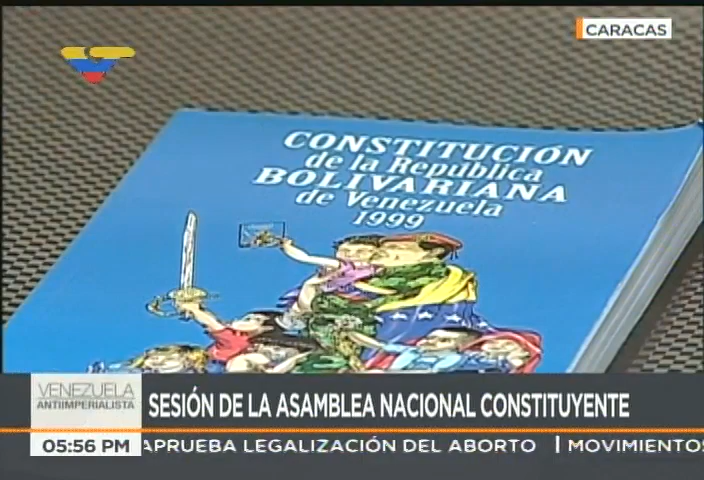 CARACAS
CONSTITUCIÓN
de la República
BOLIVARIANA
de Venezuela
1999
VENEZUELA
ANTIIMPERIALISTA
SESIÓN DE LA ASAMBLEA NACIONAL CONSTITUYENTE
05:56 PM
APRUEBA LEGALIZACIÓN DEL ABORTO | MOVIMIENTOS